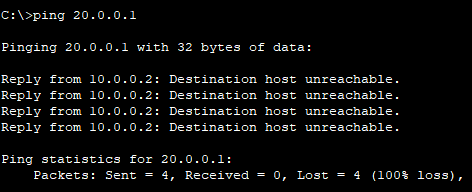 C:\>ping 20.0.0.1
Pinging 20.0.0.1 with 32 bytes of data:
Reply from 10.0.0.2: Destination host unreachable.
Reply from 10.0.0.2: Destination host unreachable.
Reply from 10.0.0.2: Destination host unreachable.
Reply from 10.0.0.2: Destination host unreachable.
Ping statistics for 20.0.0.1:
    Packets: Sent = 4, Received = 0, Lost = 4 (100% loss),